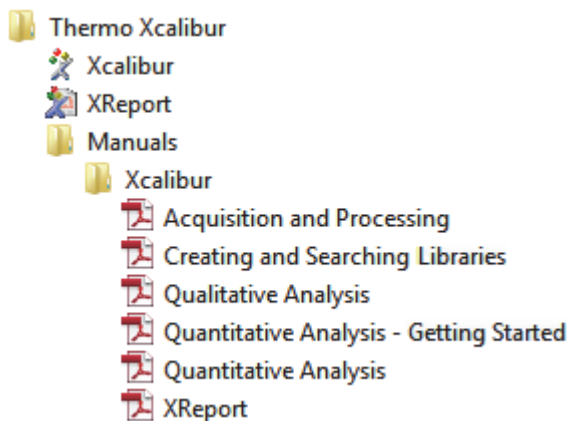 Thermo Xcalibur
Xcalibur
XReport
Manuals
Xcalibur
Acquisition and Processing
Creating and Searching Libraries
Qualitative Analysis
Quantitative Analysis - Getting Started
Quantitative Analysis
XReport